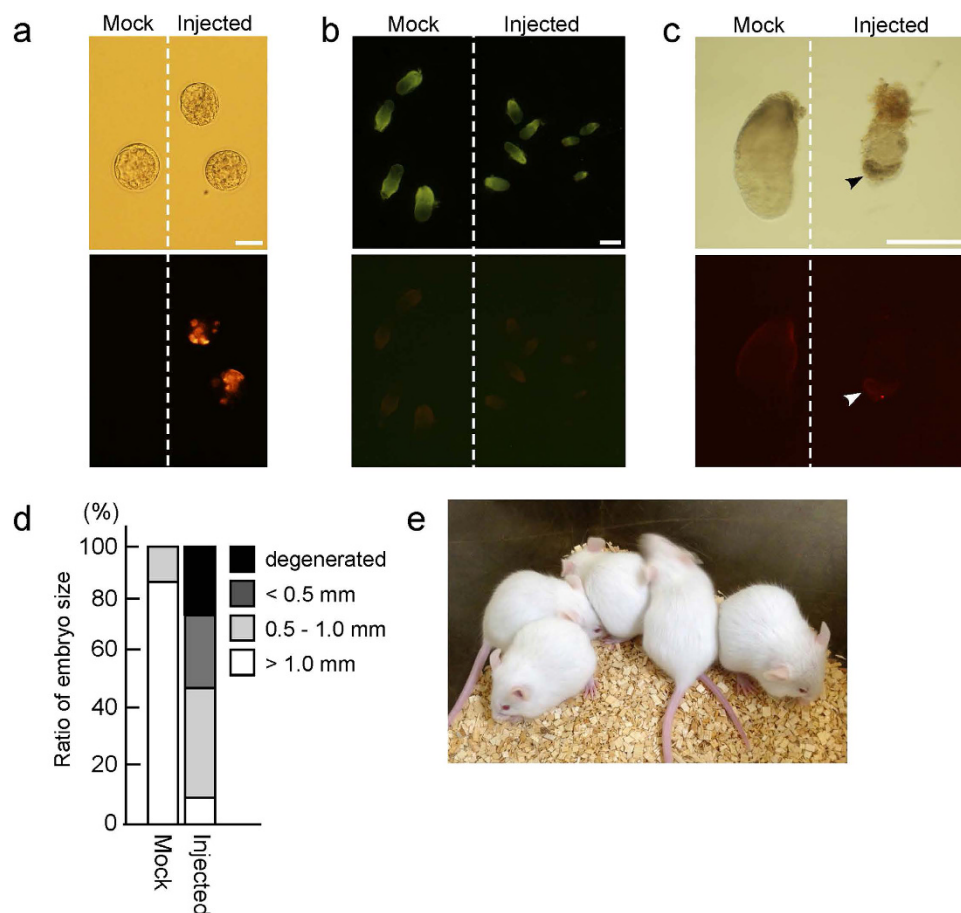 a
Mock Injected
b
Mock Injected
c
Mock Injected
d
(%)
100
80
60
40
20
0
Ratio of embryo size
Mock
Injected
degenerated
< 0.5 mm
0.5 - 1.0 mm
> 1.0 mm
e